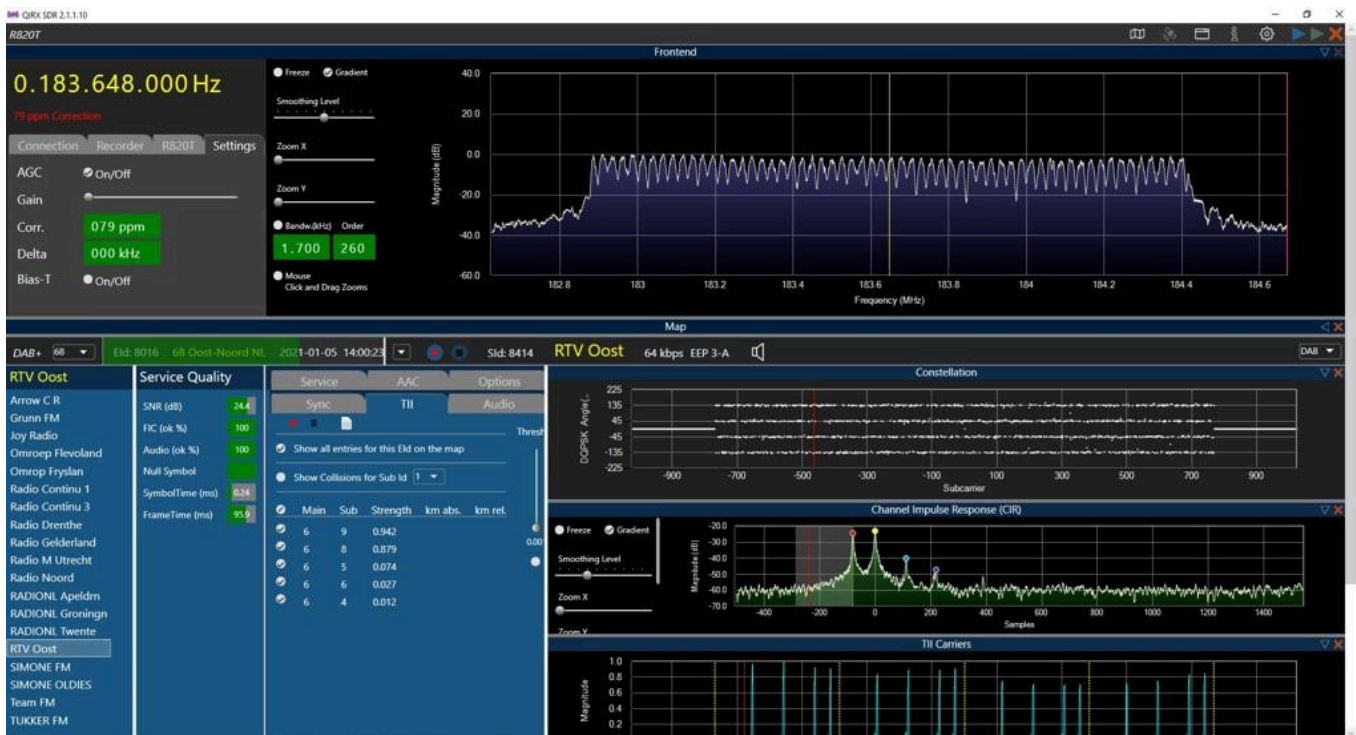 QIRX SDR 2.1.1.10
R820T
Frontend
0.183.648.000 Hz
79 ppm Correction
Connection Recorder R820T Settings
AGC On/Off
Gain
Corr. 079 ppm
Delta 000 kHz
Bias-T On/Off
Freeze Gradient
Smoothing Level
Zoom X
Zoom Y
Bandw.(kHz) Order
1.700 260
Mouse
Click and Drag Zooms
Magnitude (dB)
40.0
20.0
0.0
-20.0
-40.0
-60.0
182.8 183 183.2 183.4 183.6 183.8 184 184.2 184.4 184.6
Frequency (MHz)
Map
DAB+ 6B Eid: 8016 6B Oost-Noord NL 2021-01-05 14:00:23 SId: 8414 RTV Oost 64 kbps EEP 3-A DAB
RTV Oost
Arrow C R
Grunn FM
Joy Radio
Omroep Flevoland
Omrop Fryslan
Radio Continu 1
Radio Continu 3
Radio Drenthe
Radio Gelderland
Radio M Utrecht
Radio Noord
RADIONL Apeldrn
RADIONL Groningn
RADIONL Twente
RTV Oost
SIMONE FM
SIMONE OLDIES
Team FM
TUKKER FM
Service Quality
SNR (dB) 24.4
FIC (ok %) 100
Audio (ok %) 100
Null Symbol
SymbolTime (ms) 0.24
FrameTime (ms) 95.9
Service AAC Options
Sync TII Audio
Thresh
Show all entries for this EId on the map
Show Collisions for Sub Id 1
Main Sub Strength km abs. km rel.
6 9 0.942
6 8 0.879
6 5 0.074
6 6 0.027
6 4 0.012
0.00
Constellation
DQPSK Angle(.
225
135
45
-45
-135
-225
-900 -700 -500 -300 -100 100 300 500 700 900
Subcarrier
Channel Impulse Response (CIR)
Freeze Gradient
Smoothing Level
Zoom X
Zoom Y
Magnitude (dB)
-20.0
-30.0
-40.0
-50.0
-60.0
-70.0
-400 -200 0 200 400 600 800 1000 1200 1400
Samples
TII Carriers
Magnitude
1.0
0.8
0.6
0.4
0.2